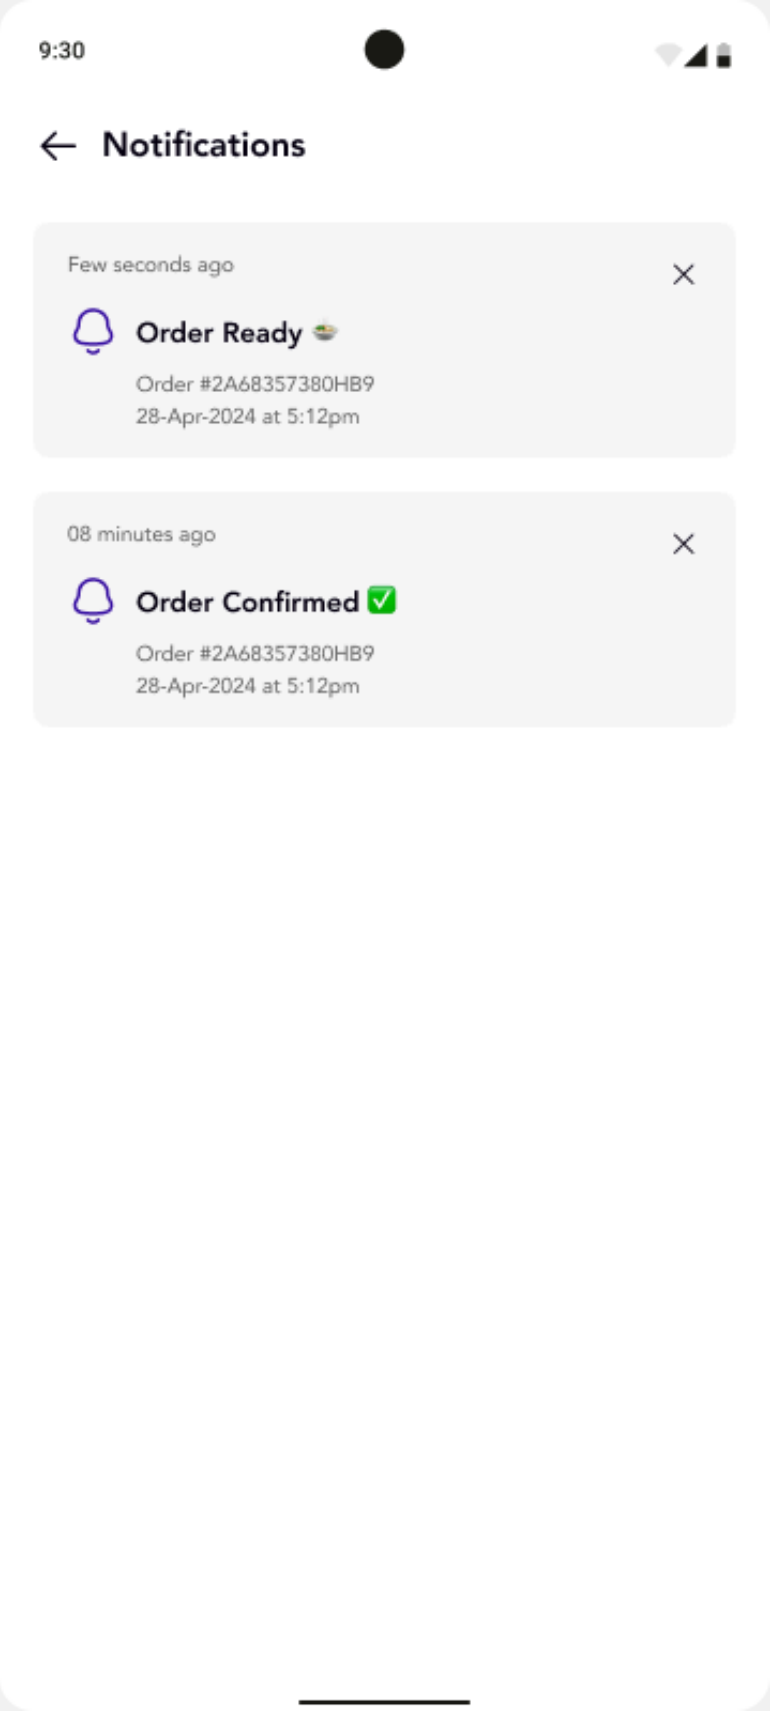 9:30
Notifications
Few seconds ago
Order Ready 🍲
Order #2A68357380HB9
28-Apr-2024 at 5:12pm
08 minutes ago
Order Confirmed ✅
Order #2A68357380HB9
28-Apr-2024 at 5:12pm